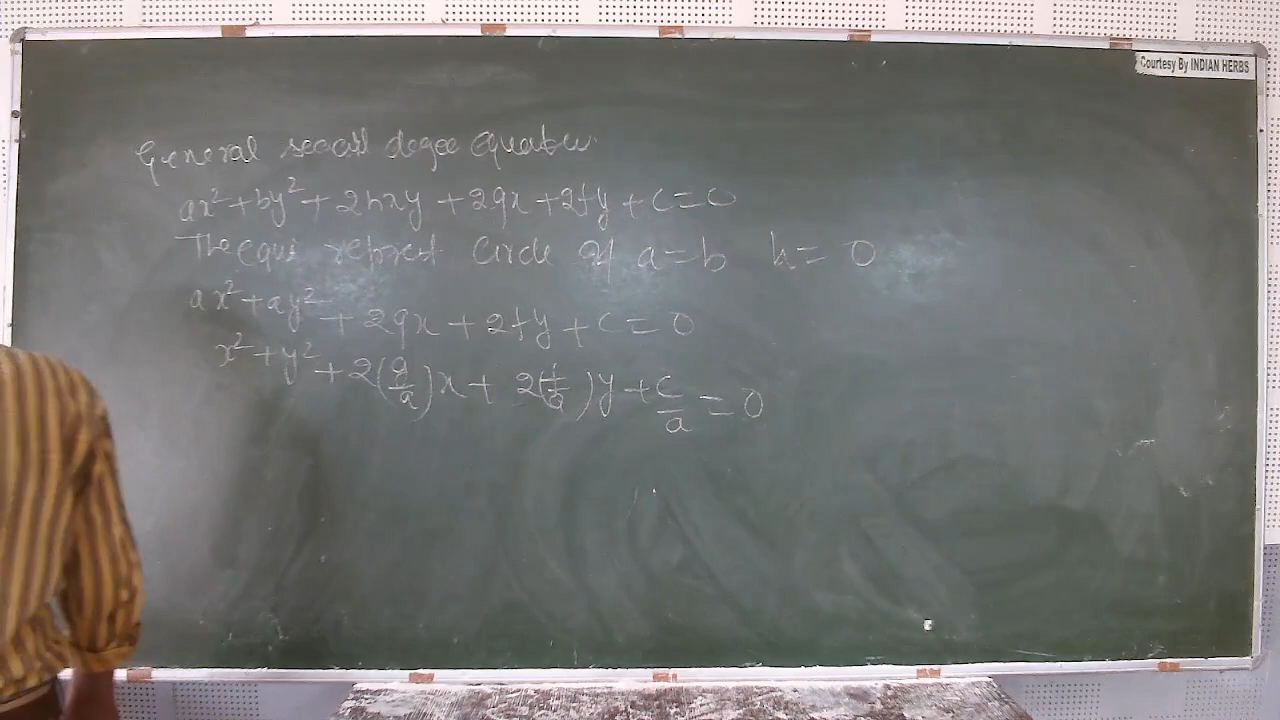 Courtesy By INDIAN HERBS
General second degree Equation
ax² + by² + 2hxy + 2gx + 2fy + c = 0
The equ represent Circle if a = b h = 0
ax² + ay² + 2gx + 2fy + c = 0
x² + y² + 2(g/a)x + 2(f/a)y + c/a = 0